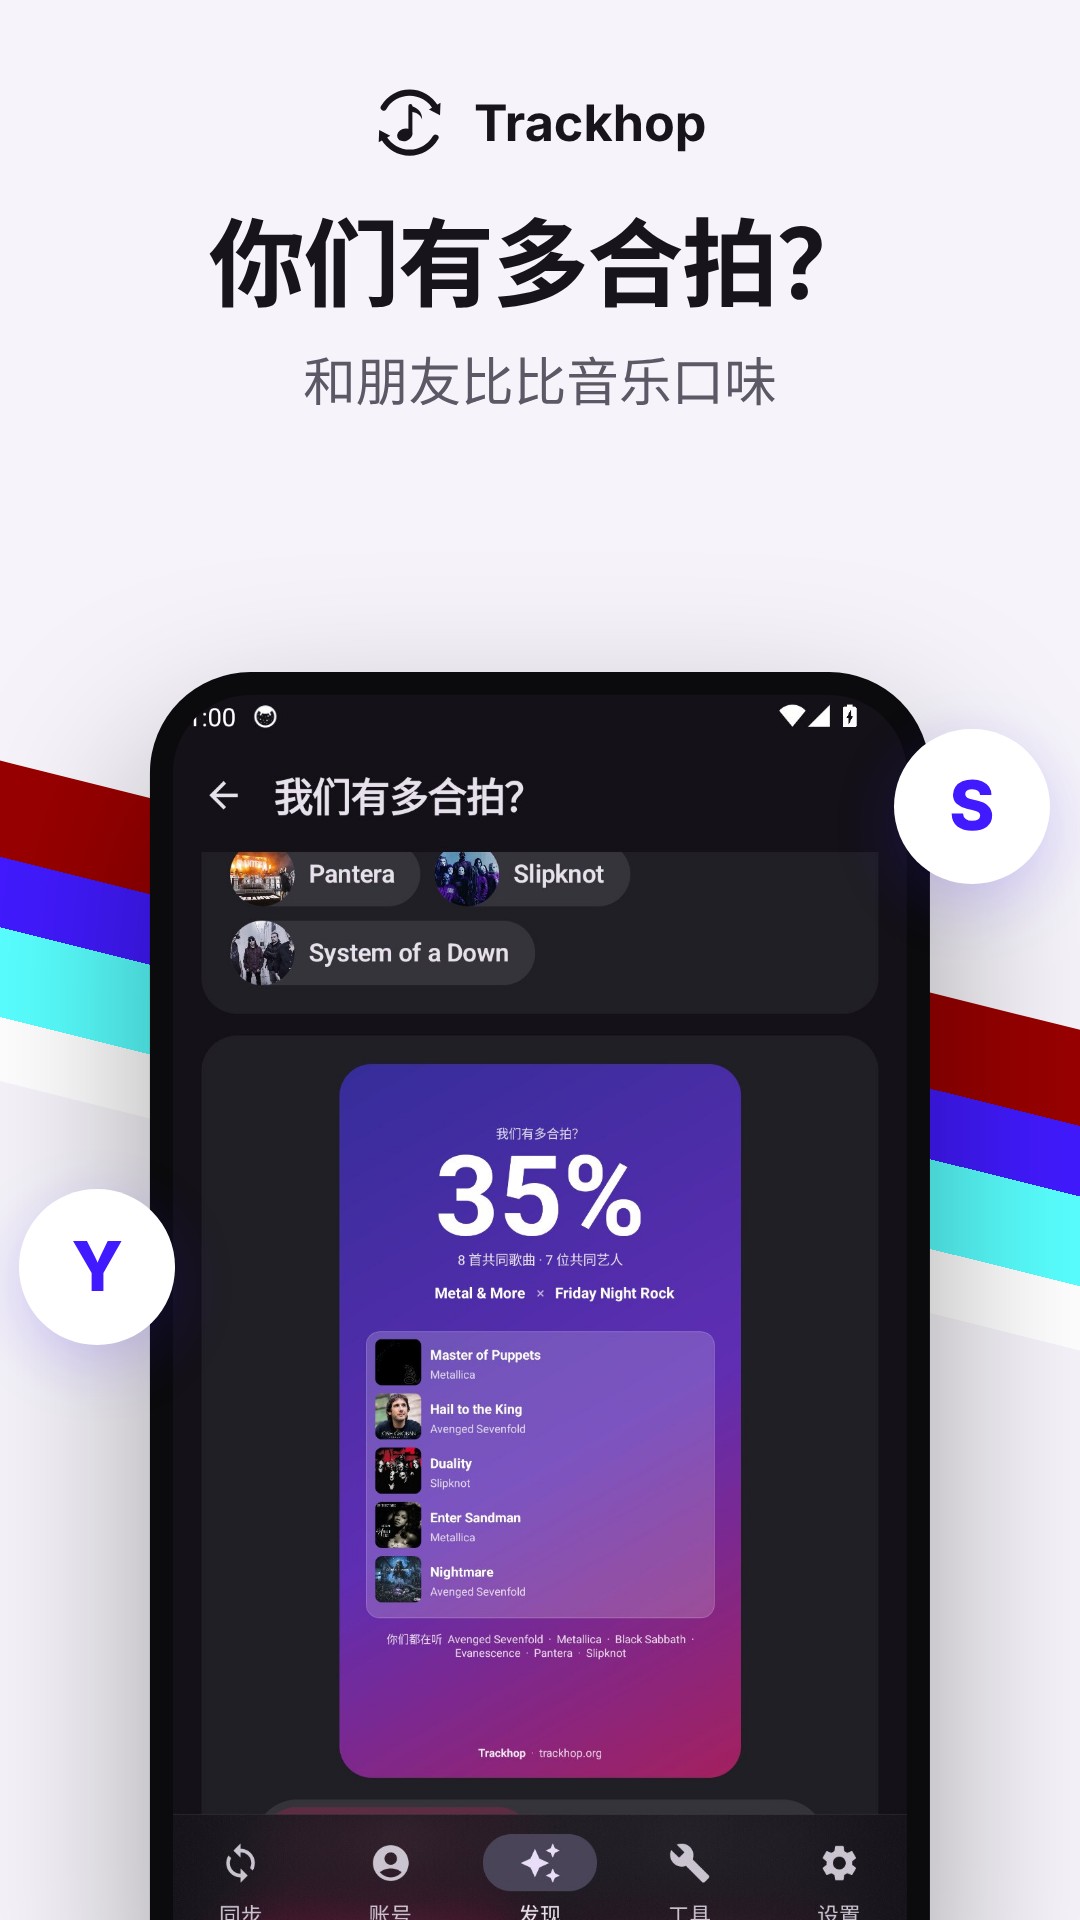 Trackhop
你们有多合拍？
和朋友比比音乐口味
:00
我们有多合拍？
S
Pantera
Slipknot
System of a Down
我们有多合拍？
35%
8 首共同歌曲 · 7 位共同艺人
Metal & More × Friday Night Rock
Y
Master of Puppets
Metallica
Hail to the King
Avenged Sevenfold
Duality
Slipknot
Enter Sandman
Metallica
Nightmare
Avenged Sevenfold
你们都在听 Avenged Sevenfold · Metallica · Black Sabbath ·
Evanescence · Pantera · Slipknot
Trackhop · trackhop.org
同步
账号
发现
工具
设置